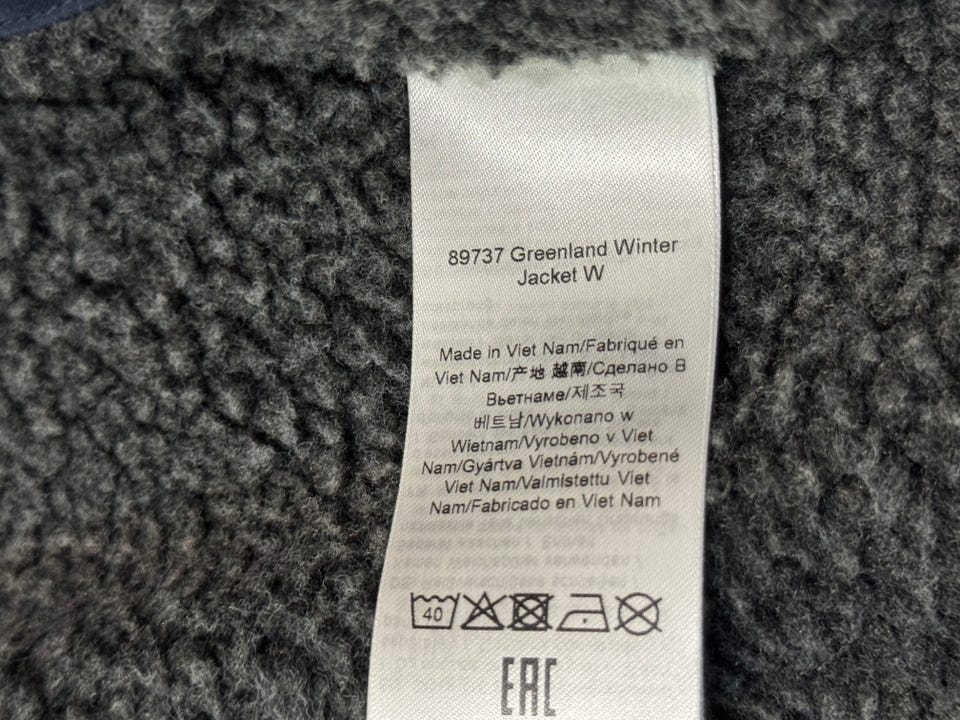 89737 Greenland Winter
Jacket W
Made in Viet Nam/Fabriqué en
Viet Nam/产地 越南/Сделано В
Вьетнаме/제조국
베트남/Wykonano w
Wietnam/Vyrobeno v Viet
Nam/Gyártva Vietnám/Vyrobené
Viet Nam/Valmistettu Viet
Nam/Fabricado en Viet Nam
40
EAC